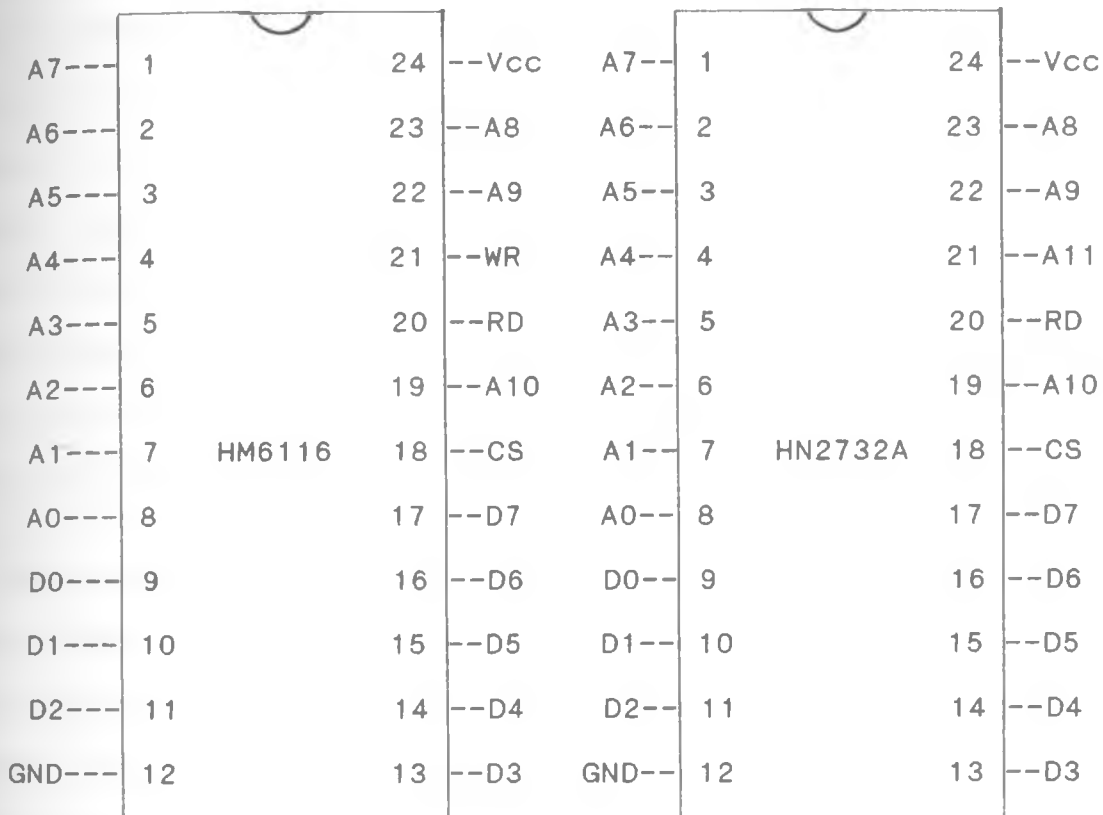 A7--- 1 24 --Vcc A7-- 1 24 --Vcc
A6--- 2 23 --A8 A6-- 2 23 --A8
A5--- 3 22 --A9 A5-- 3 22 --A9
A4--- 4 21 --WR A4-- 4 21 --A11
A3--- 5 20 --RD A3-- 5 20 --RD
A2--- 6 19 --A10 A2-- 6 19 --A10
A1--- 7 HM6116 18 --CS A1-- 7 HN2732A 18 --CS
A0--- 8 17 --D7 A0-- 8 17 --D7
D0--- 9 16 --D6 D0-- 9 16 --D6
D1--- 10 15 --D5 D1-- 10 15 --D5
D2--- 11 14 --D4 D2-- 11 14 --D4
GND--- 12 13 --D3 GND-- 12 13 --D3